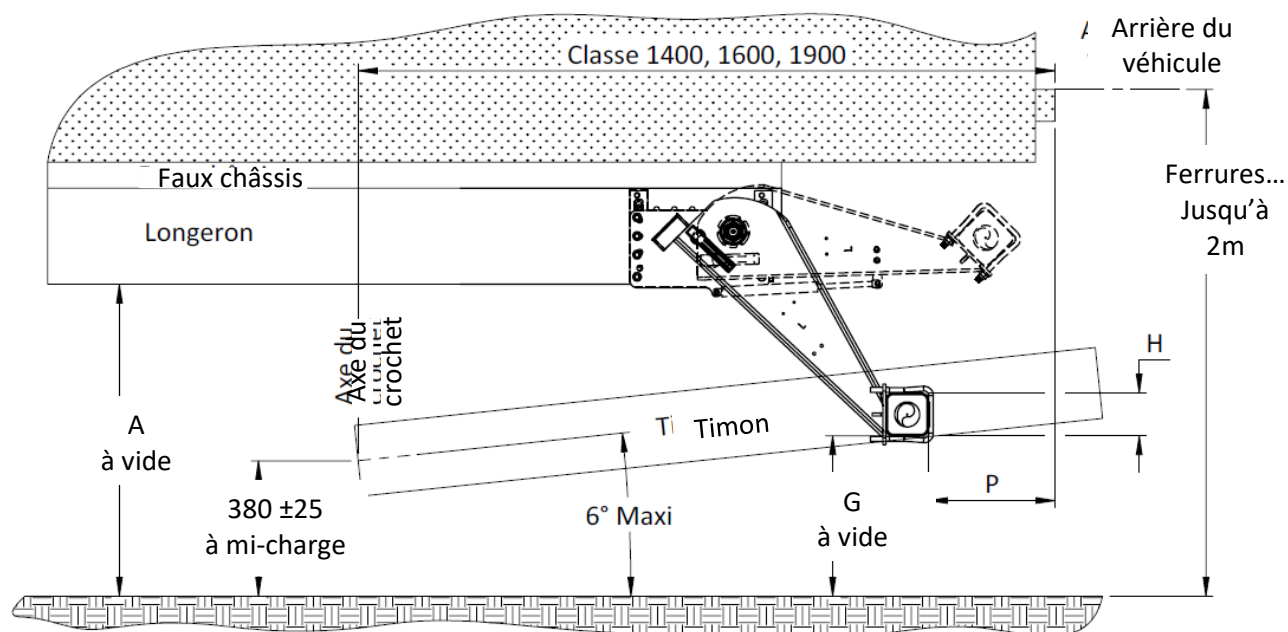 Arrière du
véhicule
Classe 1400, 1600, 1900
Faux châssis
Longeron
Ferrures...
Jusqu'à
2m
Axe du
crochet
H
A
à vide
Timon
380 ±25
à mi-charge
6° Maxi
G
à vide
P